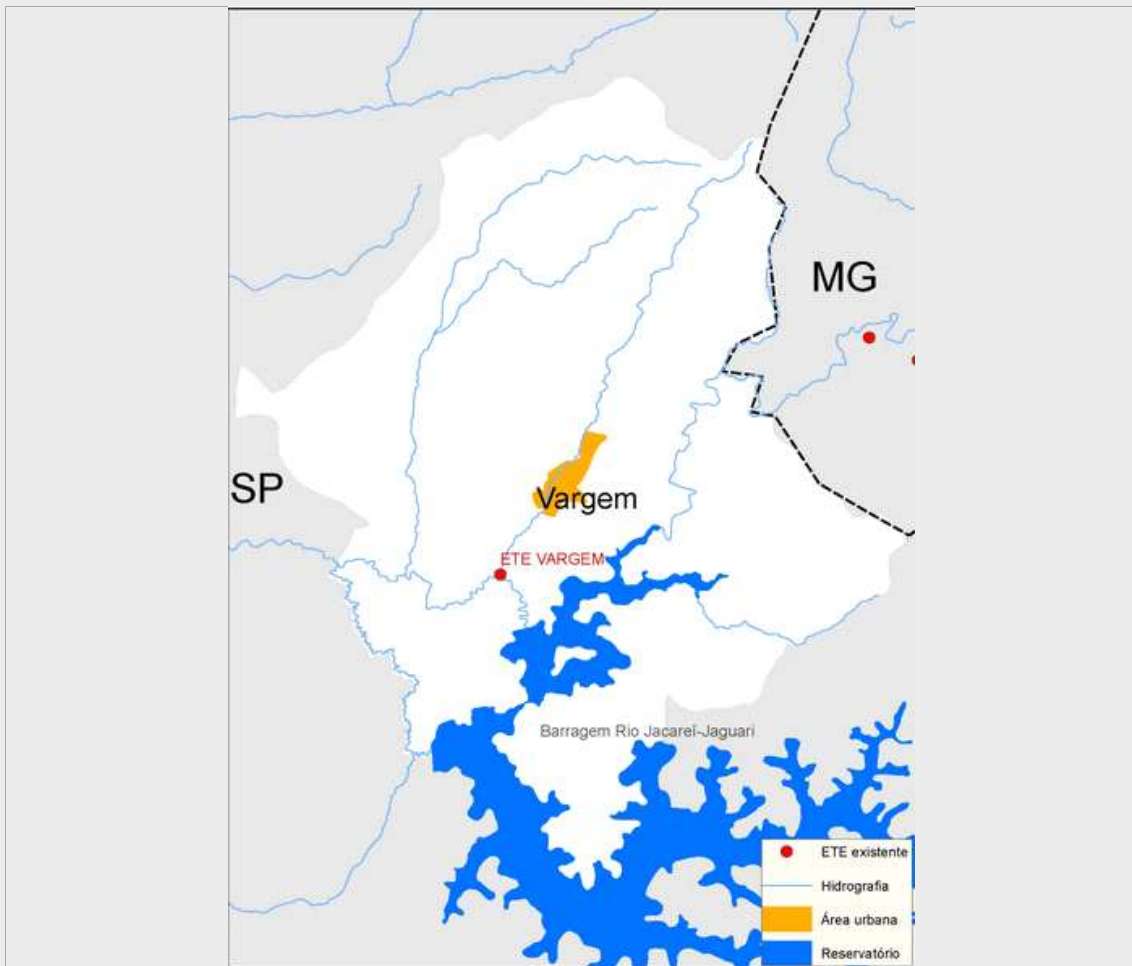 MG
SP
Vargem
ETE VARGEM
Barragem Rio Jacareí-Jaguari
ETE existente
Hidrografia
Área urbana
Reservatório